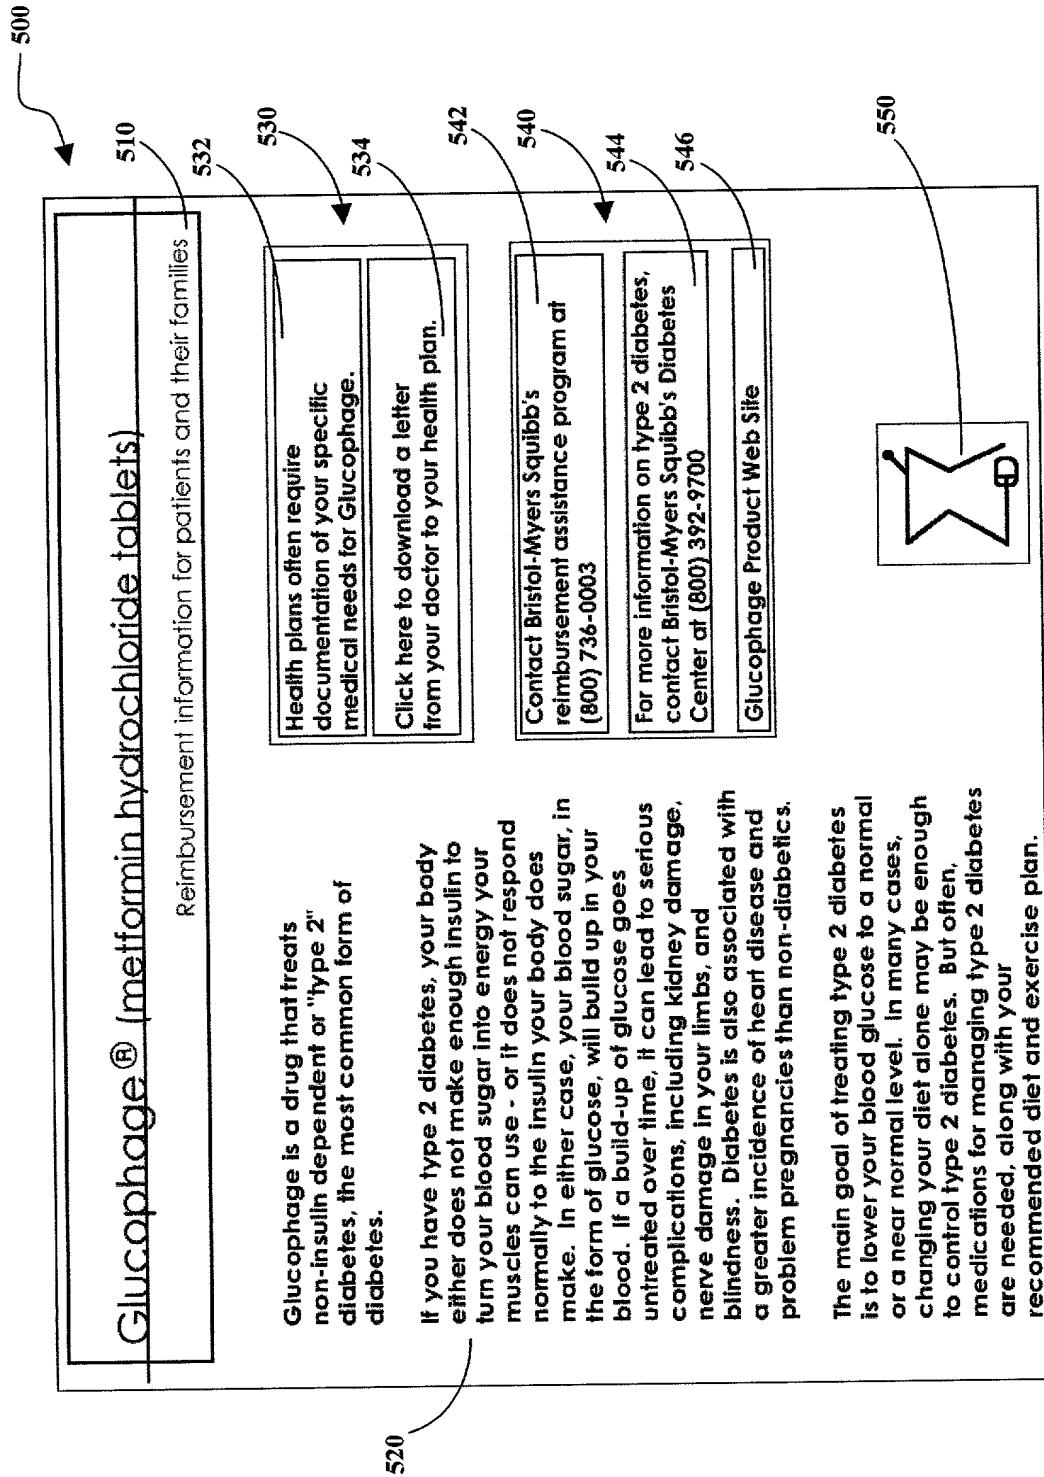 500
Glucophage® (metformin hydrochloride tablets)
510
Reimbursement information for patients and their families
Glucophage is a drug that treats
non-insulin dependent or "type 2"
diabetes, the most common form of
diabetes.
520
If you have type 2 diabetes, your body
either does not make enough insulin to
turn your blood sugar into energy your
muscles can use - or it does not respond
normally to the insulin your body does
make. In either case, your blood sugar, in
the form of glucose, will build up in your
blood. If a build-up of glucose goes
untreated over time, it can lead to serious
complications, including kidney damage,
nerve damage in your limbs, and
blindness. Diabetes is also associated with
a greater incidence of heart disease and
problem pregnancies than non-diabetics.
The main goal of treating type 2 diabetes
is to lower your blood glucose to a normal
or a near normal level. In many cases,
changing your diet alone may be enough
to control type 2 diabetes. But often,
medications for managing type 2 diabetes
are needed, along with your
recommended diet and exercise plan.
532
Health plans often require
documentation of your specific
medical needs for Glucophage.
530
Click here to download a letter
from your doctor to your health plan.
534
542
Contact Bristol-Myers Squibb's
reimbursement assistance program at
(800) 736-0003
540
For more information on type 2 diabetes,
contact Bristol-Myers Squibb's Diabetes
Center at (800) 392-9700
544
Glucophage Product Web Site
546
550